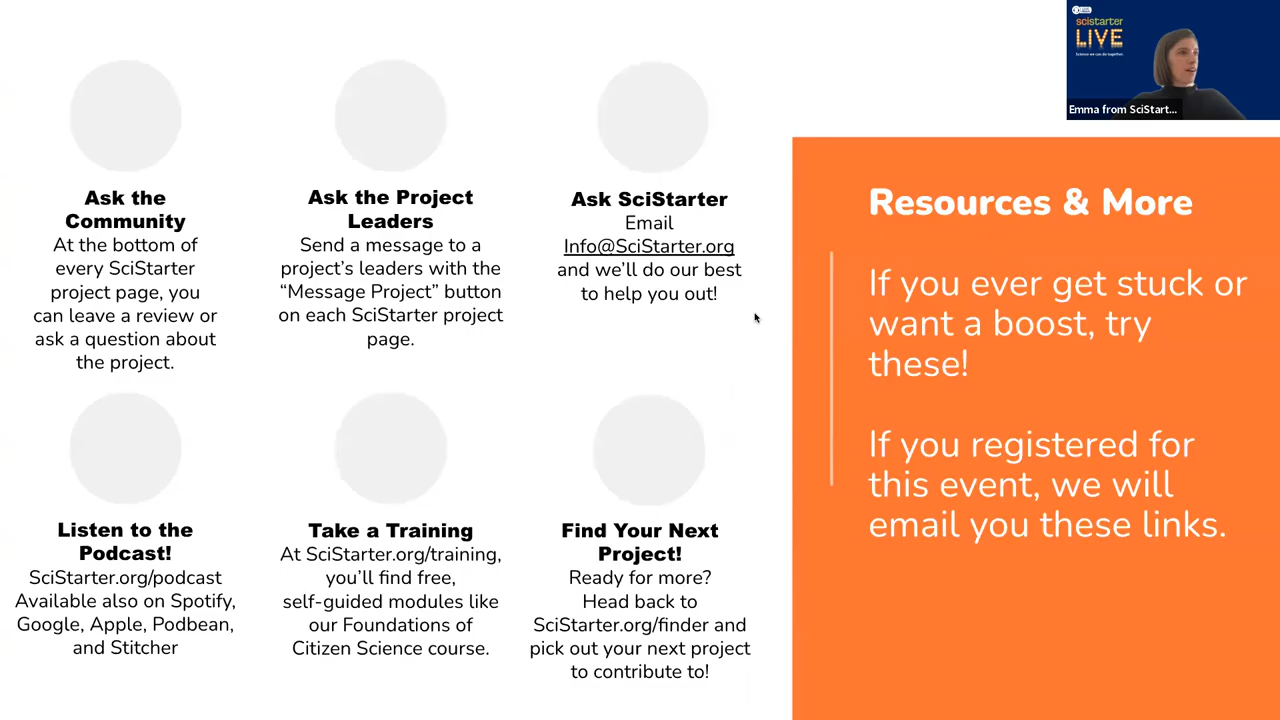 scistarter
LIVE
Science we can do together.
Emma from SciStart...
Ask the
Community
At the bottom of
every SciStarter
project page, you
can leave a review or
ask a question about
the project.
Ask the Project
Leaders
Send a message to a
project’s leaders with the
“Message Project” button
on each SciStarter project
page.
Ask SciStarter
Email
Info@SciStarter.org
and we’ll do our best
to help you out!
Listen to the
Podcast!
SciStarter.org/podcast
Available also on Spotify,
Google, Apple, Podbean,
and Stitcher
Take a Training
At SciStarter.org/training,
you’ll find free,
self-guided modules like
our Foundations of
Citizen Science course.
Find Your Next
Project!
Ready for more?
Head back to
SciStarter.org/finder and
pick out your next project
to contribute to!
Resources & More
If you ever get stuck or
want a boost, try
these!
If you registered for
this event, we will
email you these links.